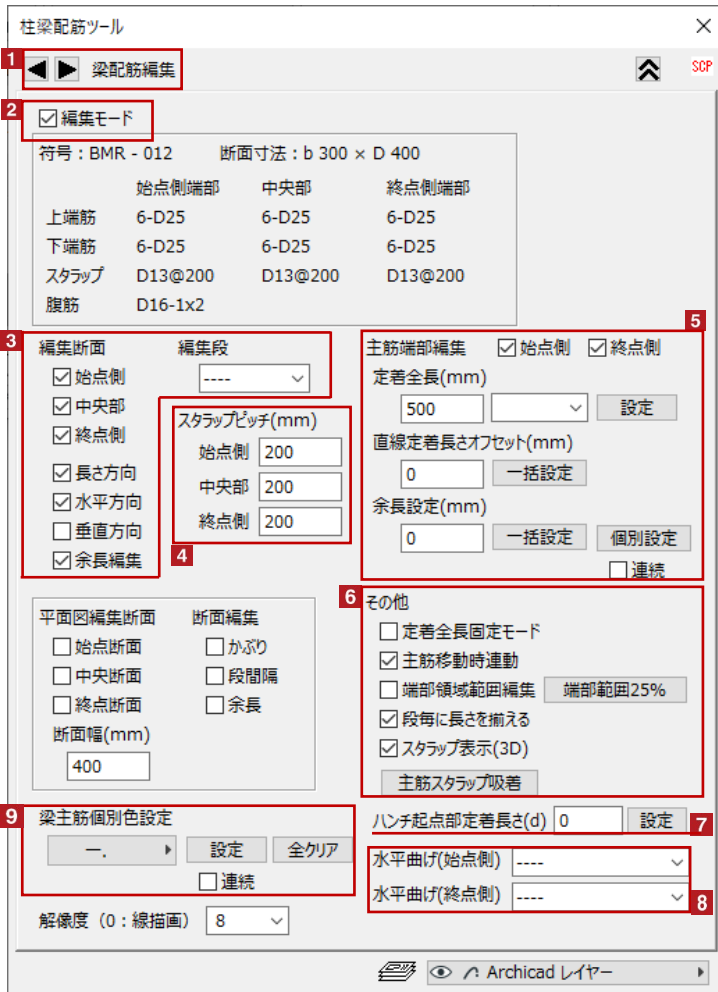 柱梁配筋ツール
1 梁配筋編集 SCP
2 編集モード
符号：BMR - 012 断面寸法：b 300 × D 400
始点側端部 中央部 終点側端部
上端筋 6-D25 6-D25 6-D25
下端筋 6-D25 6-D25 6-D25
スタラップ D13@200 D13@200 D13@200
腹筋 D16-1x2
3 編集断面 編集段
始点側 ----
中央部
終点側
長さ方向
水平方向
垂直方向
余長編集
スタラップピッチ(mm)
始点側 200
中央部 200
終点側 200
4
5
主筋端部編集 始点側 終点側
定着全長(mm)
500 設定
直線定着長さオフセット(mm)
0 一括設定
余長設定(mm)
0 一括設定 個別設定
連続
平面図編集断面 断面編集
始点断面 かぶり
中央断面 段間隔
終点断面 余長
断面幅(mm)
400
6 その他
定着全長固定モード
主筋移動時連動
端部領域範囲編集 端部範囲25%
段毎に長さを揃える
スタラップ表示(3D)
主筋スタラップ吸着
ハンチ起点部定着長さ(d) 0 設定 7
水平曲げ(始点側) ----
水平曲げ(終点側) ---- 8
9 梁主筋個別色設定
一. 設定 全クリア
連続
解像度（0：線描画） 8
Archicad レイヤー